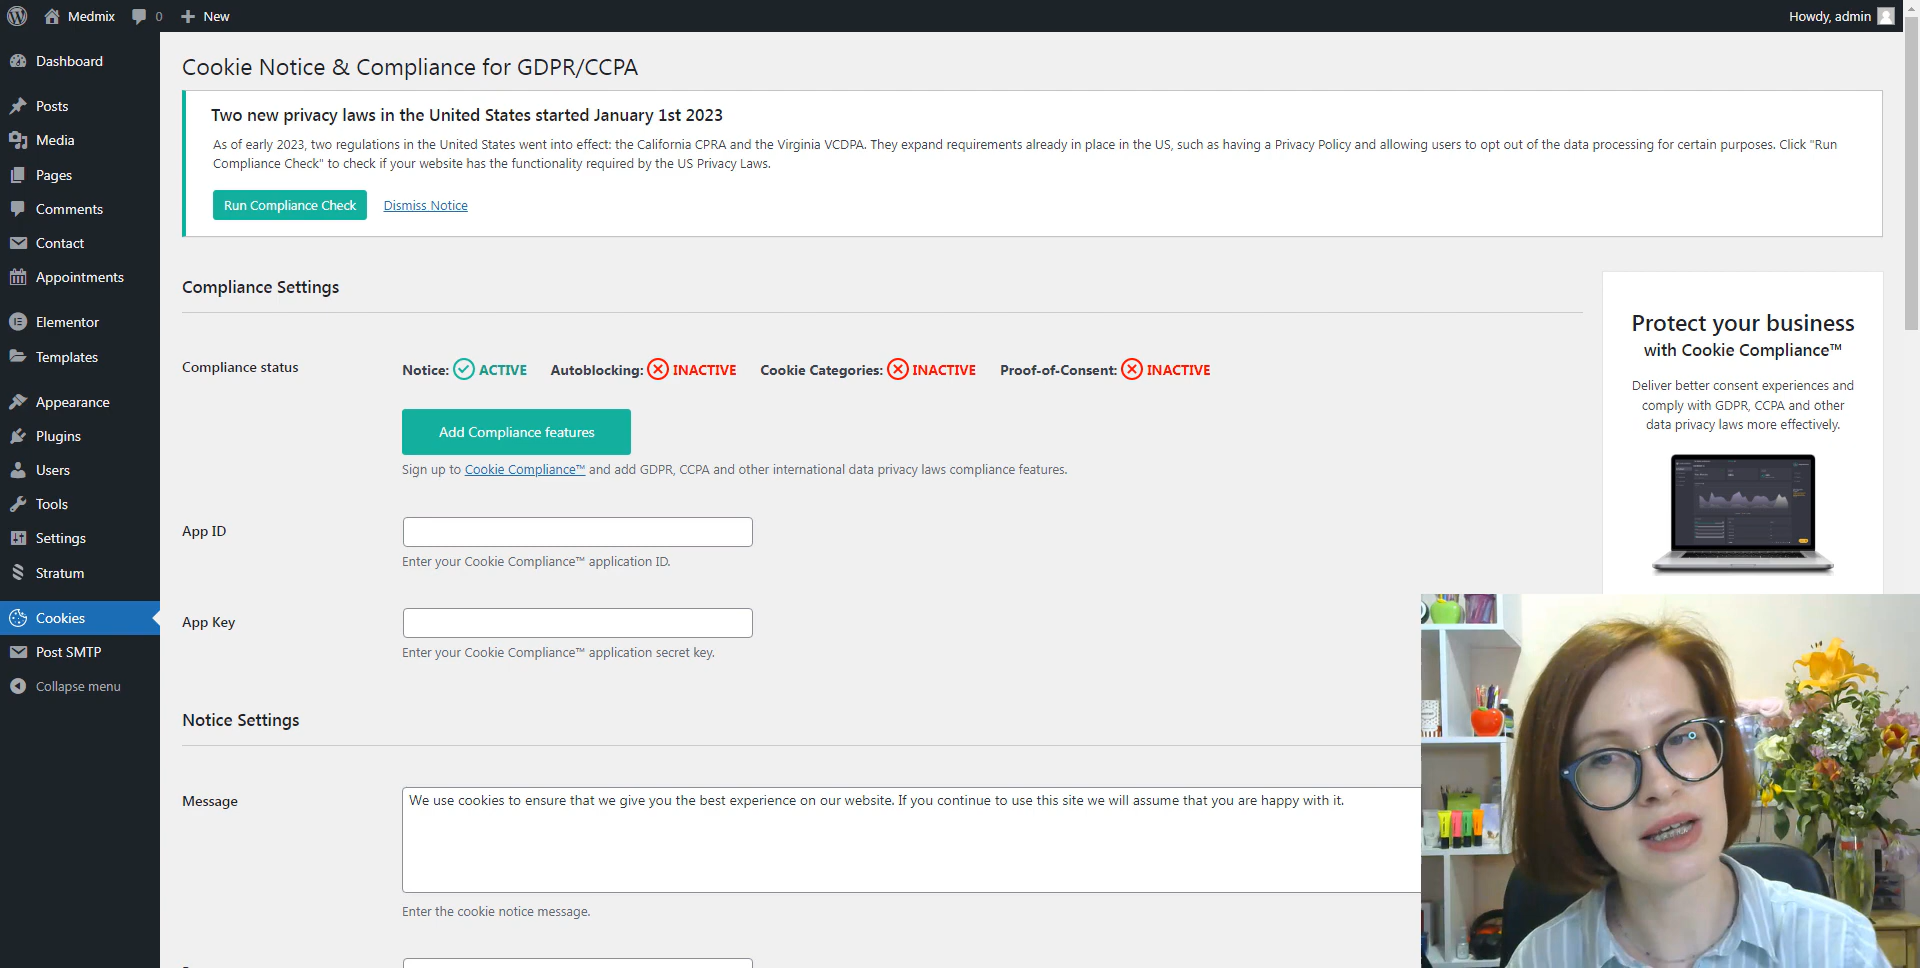 Medmix
0
New
Howdy, admin
Dashboard
Posts
Media
Pages
Comments
Contact
Appointments
Elementor
Templates
Appearance
Plugins
Users
Tools
Settings
Stratum
Cookies
Post SMTP
Collapse menu
Cookie Notice & Compliance for GDPR/CCPA
Two new privacy laws in the United States started January 1st 2023
As of early 2023, two regulations in the United States went into effect: the California CPRA and the Virginia VCDPA. They expand requirements already in place in the US, such as having a Privacy Policy and allowing users to opt out of the data processing for certain purposes. Click "Run
Compliance Check" to check if your website has the functionality required by the US Privacy Laws.
Run Compliance Check
Dismiss Notice
Compliance Settings
Compliance status
Notice: ACTIVE Autoblocking: INACTIVE Cookie Categories: INACTIVE Proof-of-Consent: INACTIVE
Add Compliance features
Sign up to Cookie Compliance™ and add GDPR, CCPA and other international data privacy laws compliance features.
App ID
Enter your Cookie Compliance™ application ID.
App Key
Enter your Cookie Compliance™ application secret key.
Notice Settings
Message
We use cookies to ensure that we give you the best experience on our website. If you continue to use this site we will assume that you are happy with it.
Enter the cookie notice message.
Protect your business
with Cookie Compliance™
Deliver better consent experiences and
comply with GDPR, CCPA and other
data privacy laws more effectively.